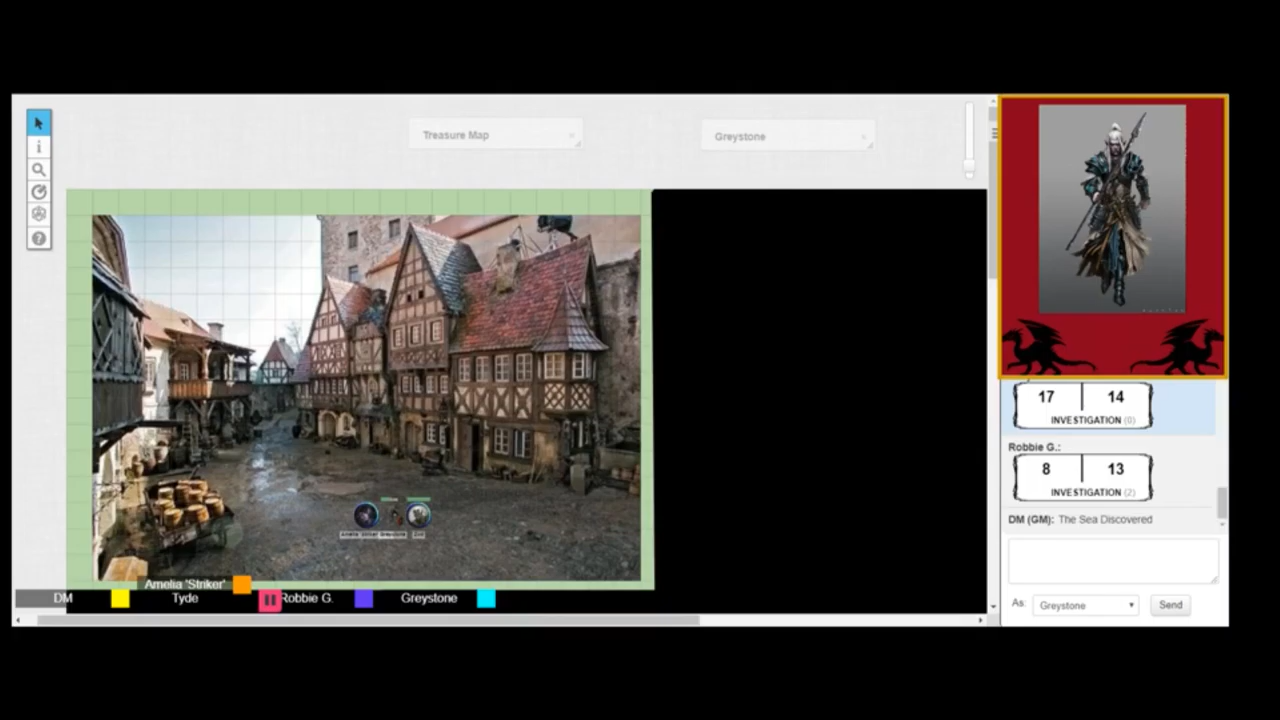 Treasure Map
Greystone
17 14
INVESTIGATION (0)
Robbie G.:
8 13
INVESTIGATION (2)
DM (GM): The Sea Discovered
As: Greystone
Send
Amelia 'Striker'
DM
Tyde
Robbie G.
Greystone